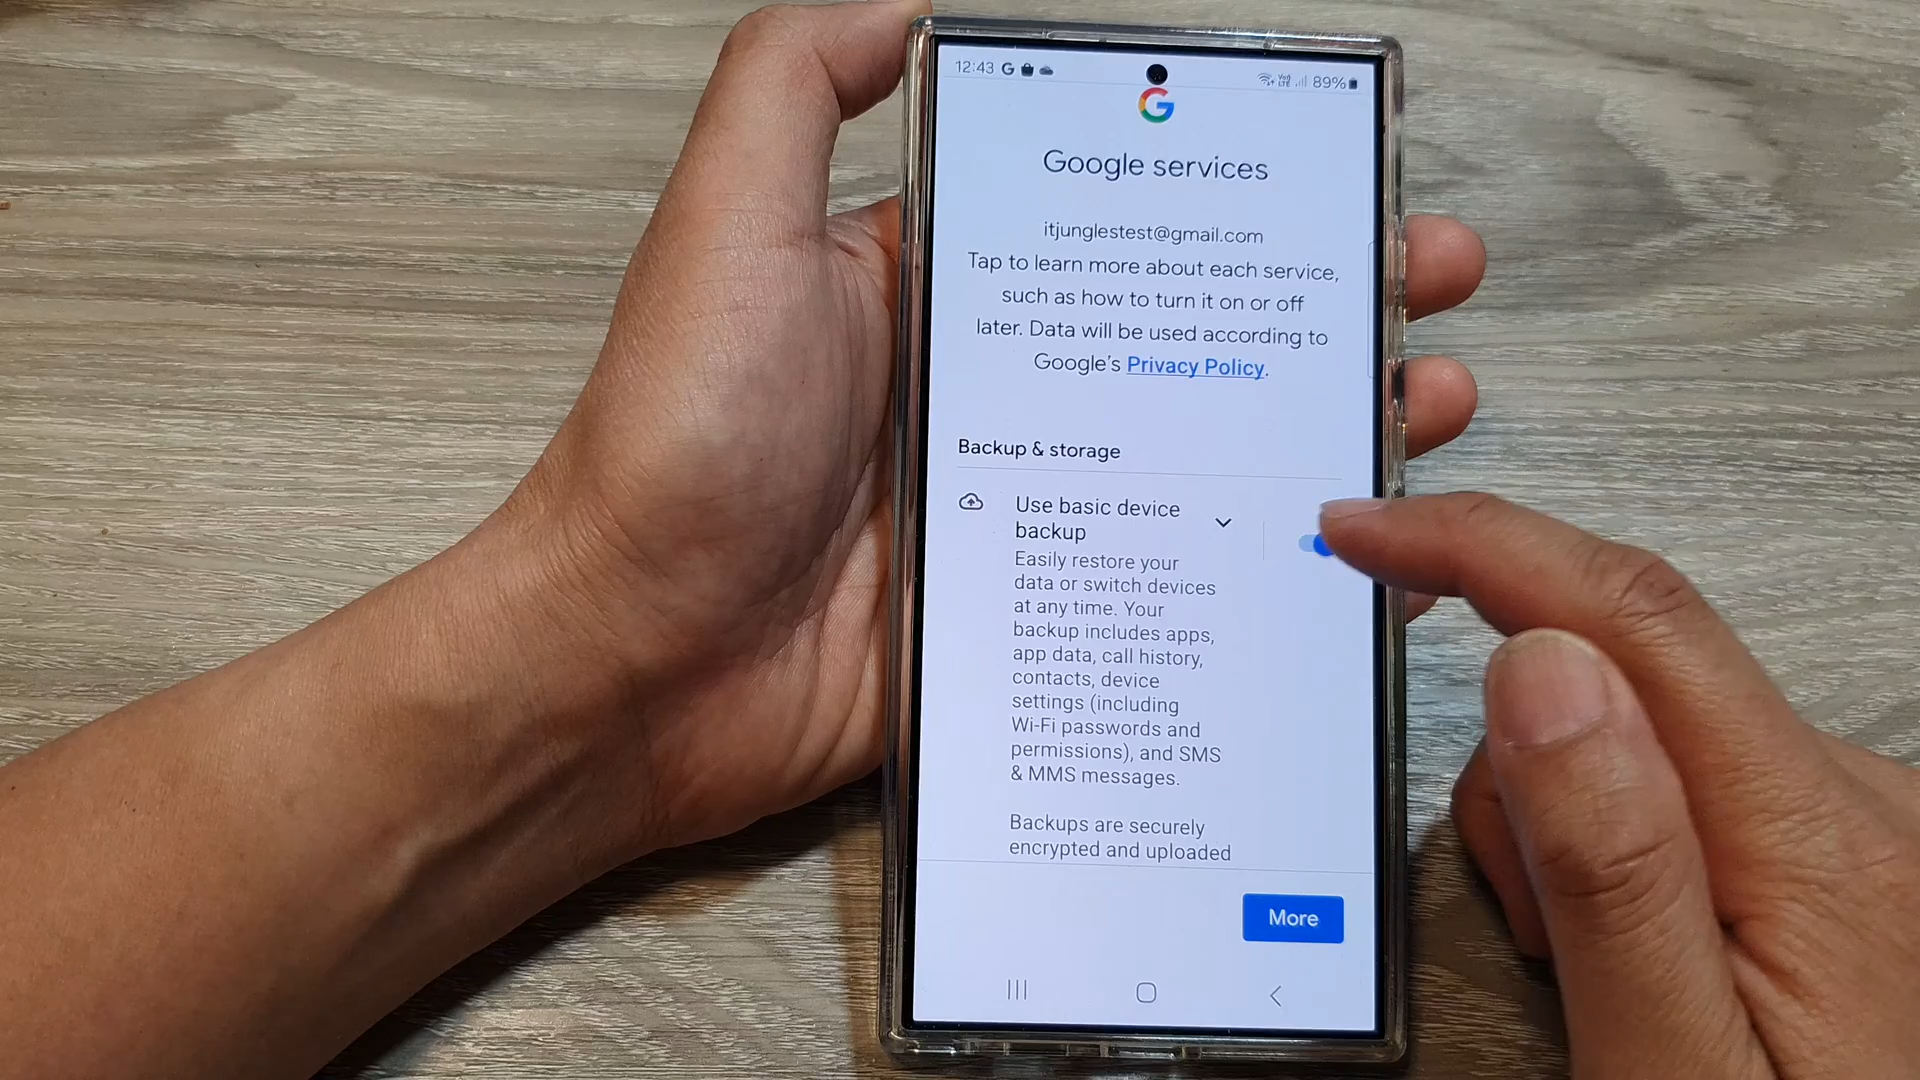 12:43 G 89%
G
Google services
itjunglestest@gmail.com
Tap to learn more about each service,
such as how to turn it on or off
later. Data will be used according to
Google's Privacy Policy.
Backup & storage
Use basic device
backup
Easily restore your
data or switch devices
at any time. Your
backup includes apps,
app data, call history,
contacts, device
settings (including
Wi-Fi passwords and
permissions), and SMS
& MMS messages.
Backups are securely
encrypted and uploaded
More